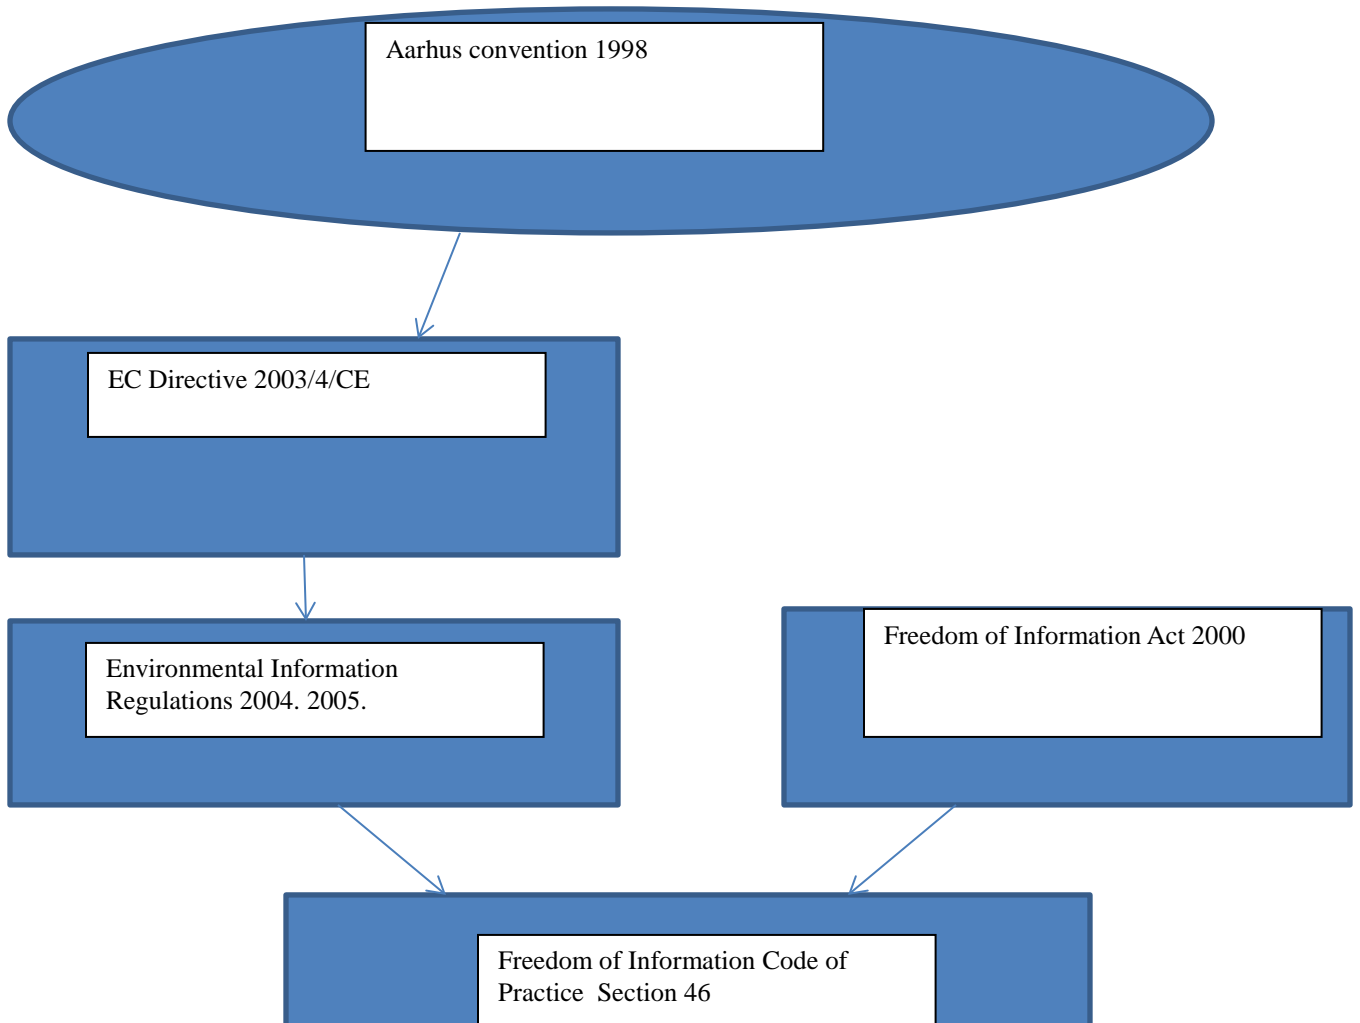 Aarhus convention 1998
EC Directive 2003/4/CE
Environmental Information
Regulations 2004. 2005.
Freedom of Information Act 2000
Freedom of Information Code of
Practice  Section 46